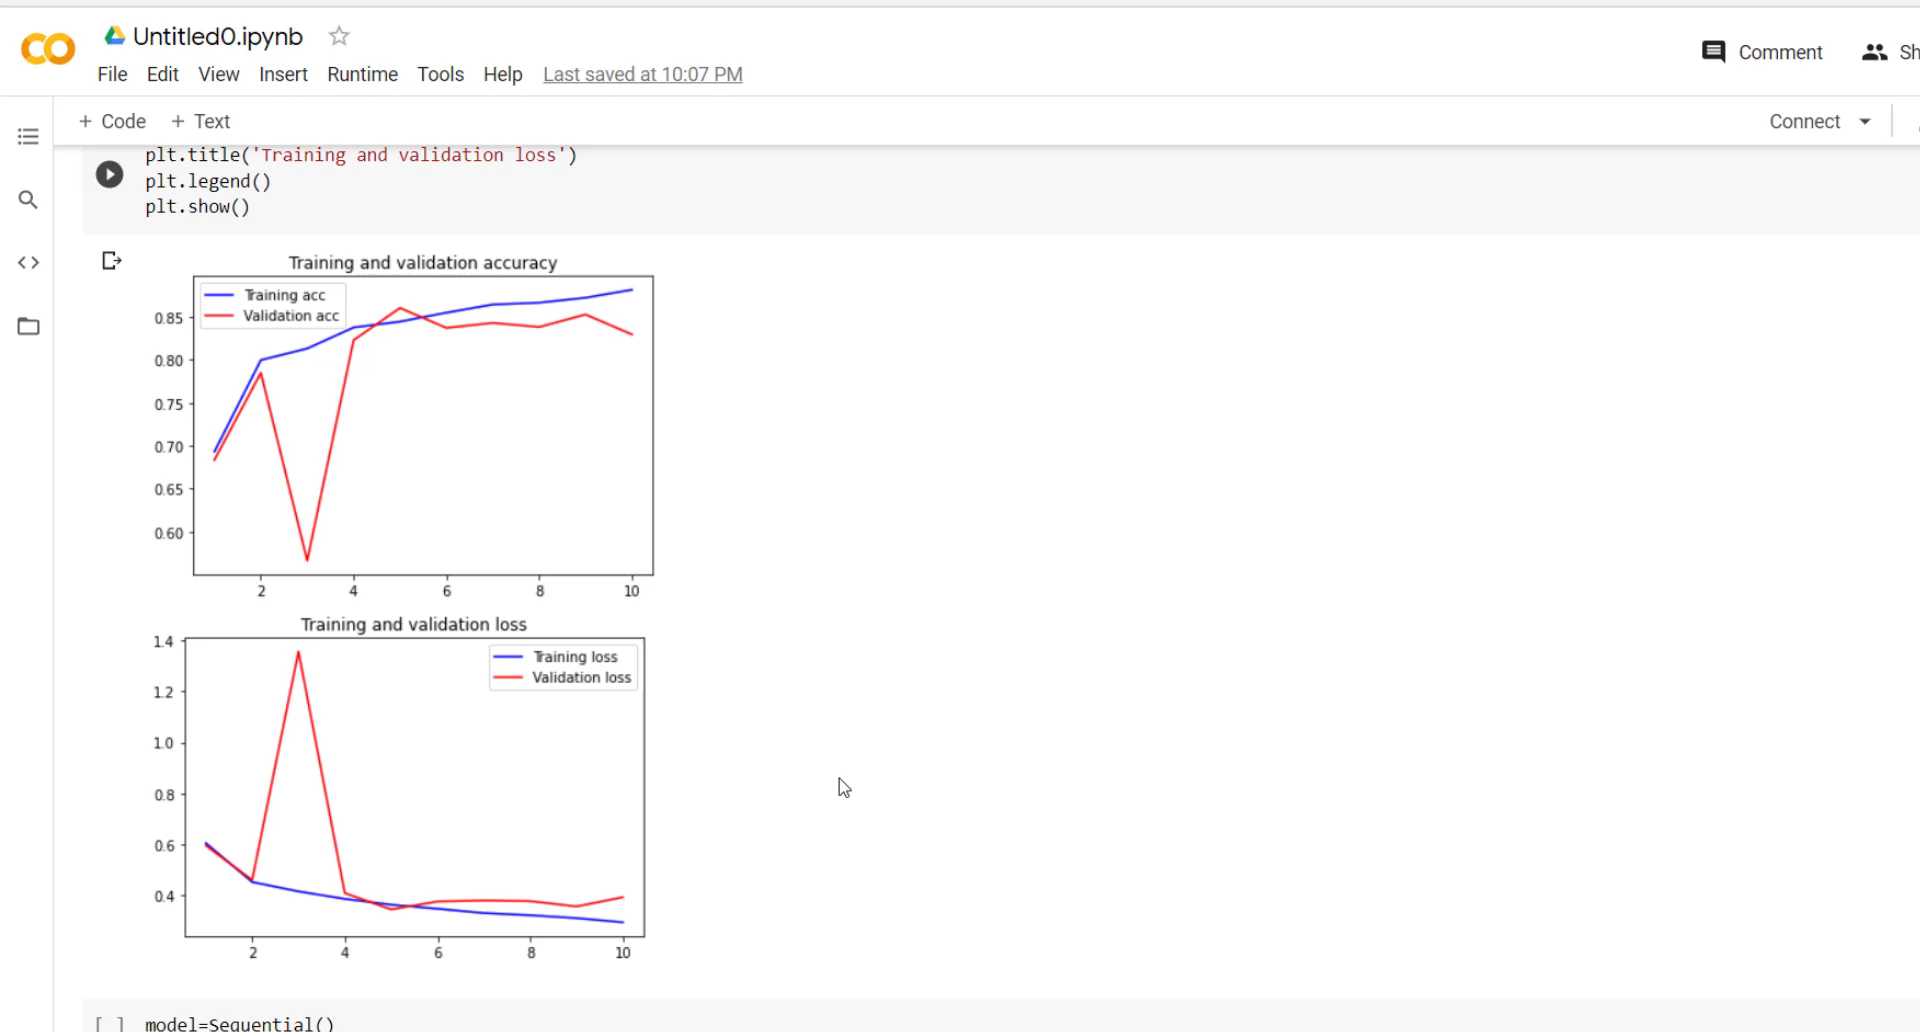 Untitled0.ipynb
Comment
Sh
File Edit View Insert Runtime Tools Help Last saved at 10:07 PM
+ Code + Text
Connect
plt.title('Training and validation loss')
plt.legend()
plt.show()
Training and validation accuracy
Training acc
Validation acc
0.85
0.80
0.75
0.70
0.65
0.60
2 4 6 8 10
Training and validation loss
1.4
Training loss
Validation loss
1.2
1.0
0.8
0.6
0.4
2 4 6 8 10
[ ] model=Sequential()